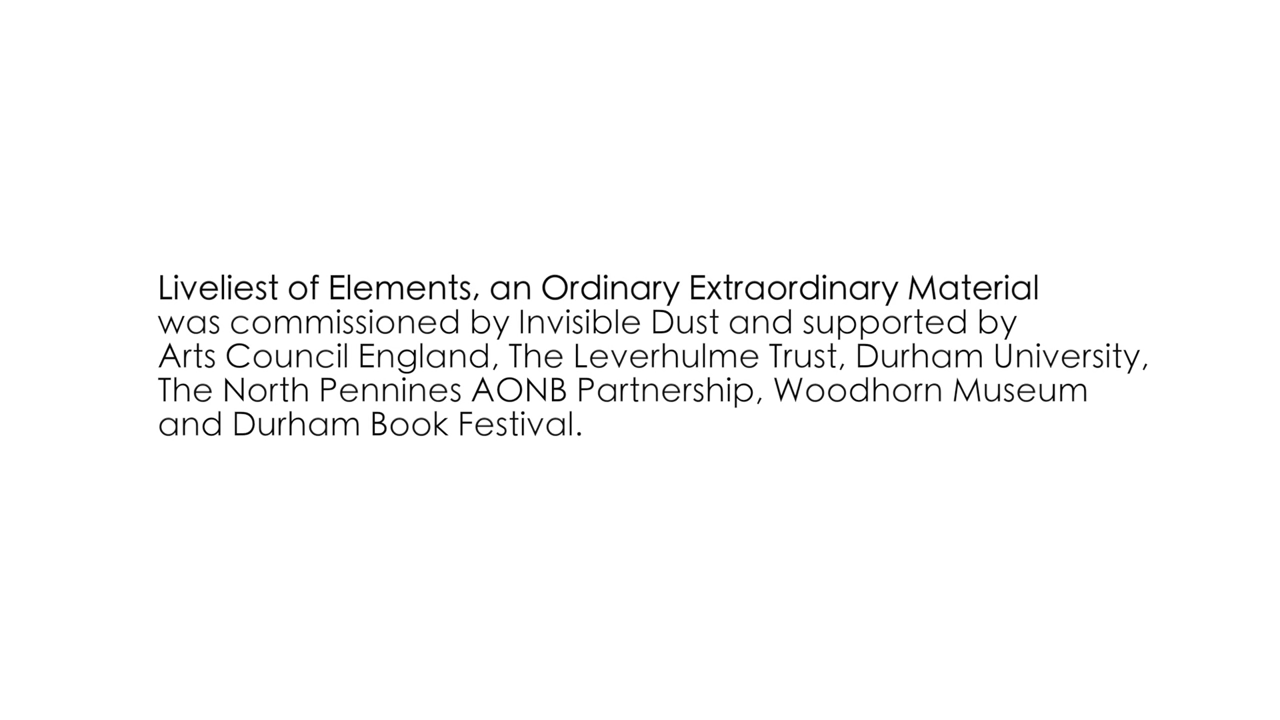 Liveliest of Elements, an Ordinary Extraordinary Material
was commissioned by Invisible Dust and supported by
Arts Council England, The Leverhulme Trust, Durham University,
The North Pennines AONB Partnership, Woodhorn Museum
and Durham Book Festival.